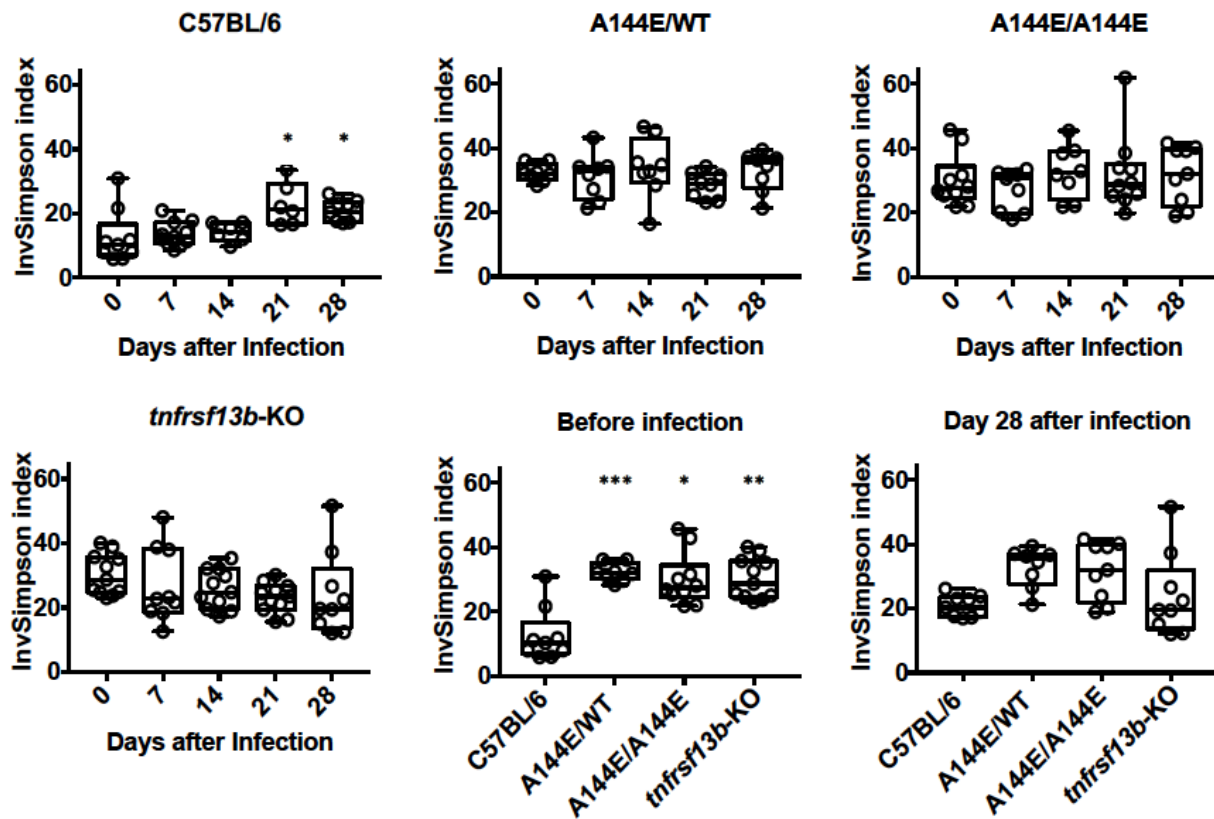 C57BL/6
A144E/WT
A144E/A144E
InvSimpson index
60
40
20
0
* *
0 7 14 21 28
Days after Infection
InvSimpson index
60
40
20
0
0 7 14 21 28
Days after Infection
InvSimpson index
60
40
20
0
0 7 14 21 28
Days after Infection
tnfrsf13b-KO
Before infection
Day 28 after infection
InvSimpson index
60
40
20
0
0 7 14 21 28
Days after Infection
InvSimpson index
60
40
20
0
*** * **
C57BL/6
A144E/WT
A144E/A144E
tnfrsf13b-KO
InvSimpson index
60
40
20
0
C57BL/6
A144E/WT
A144E/A144E
tnfrsf13b-KO